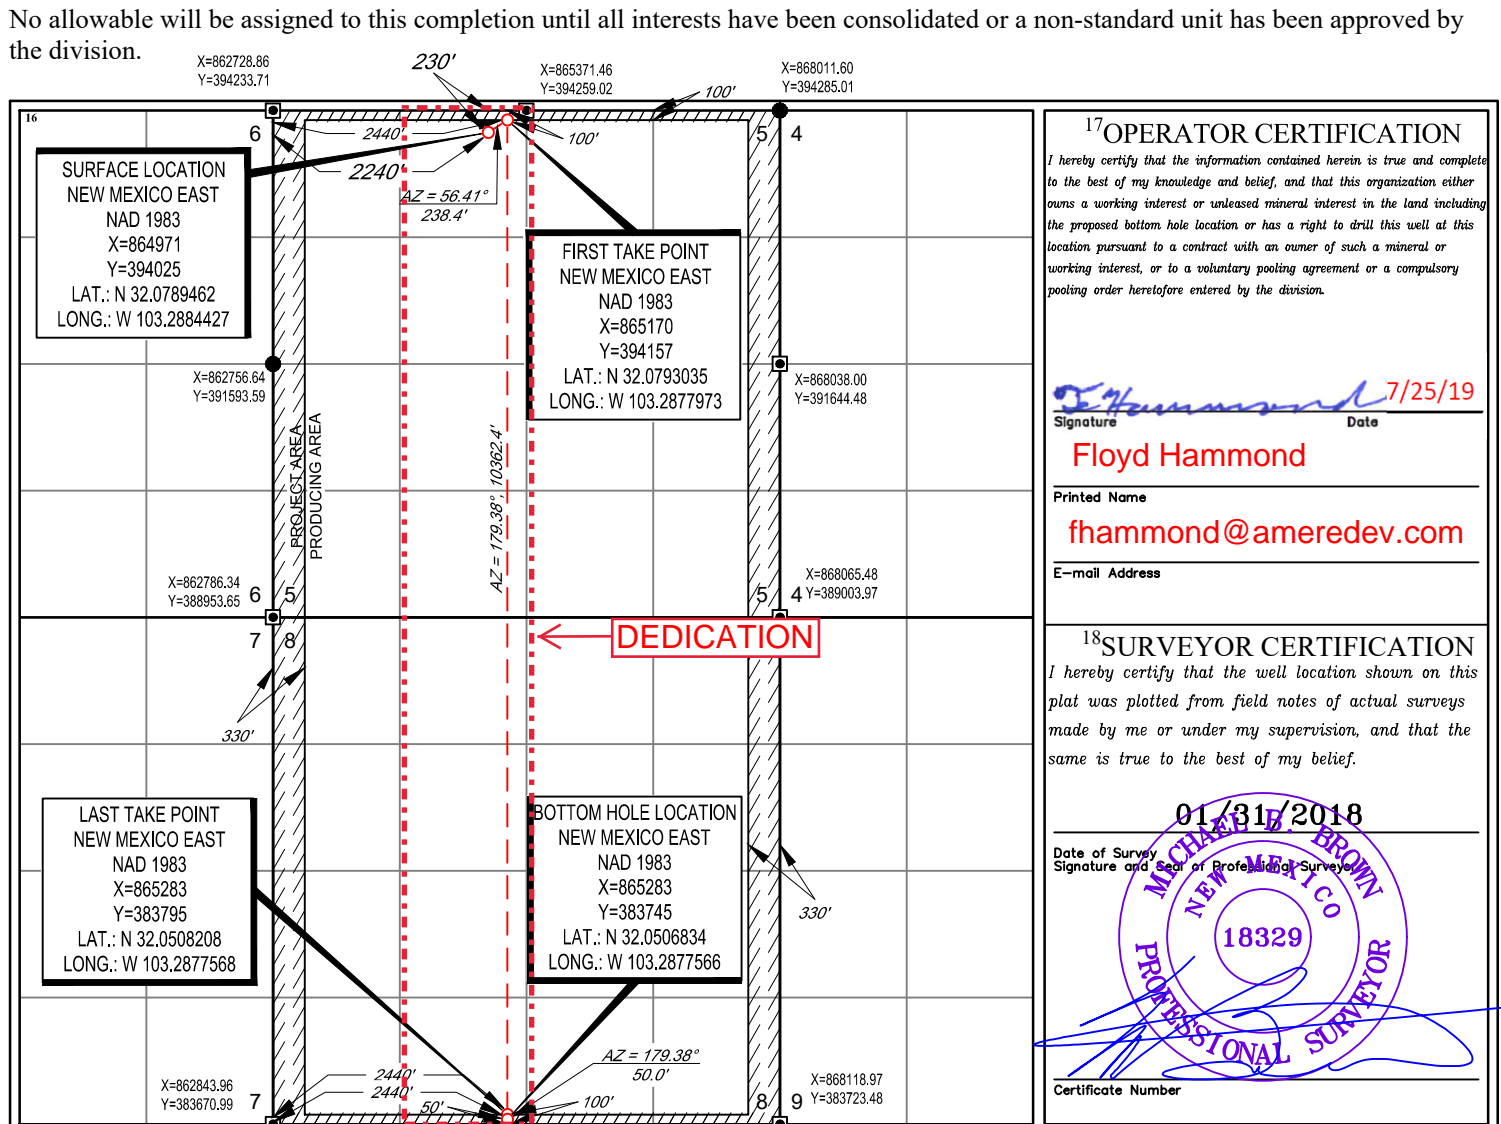 No allowable will be assigned to this completion until all interests have been consolidated or a non-standard unit has been approved by
the division.
X=862728.86
Y=394233.71
230'
X=865371.46
Y=394259.02
X=868011.60
Y=394285.01
100'
16
6
2440'
100'
5
4
2240'
AZ = 56.41°
238.4'
SURFACE LOCATION
NEW MEXICO EAST
NAD 1983
X=864971
Y=394025
LAT.: N 32.0789462
LONG.: W 103.2884427
FIRST TAKE POINT
NEW MEXICO EAST
NAD 1983
X=865170
Y=394157
LAT.: N 32.0793035
LONG.: W 103.2877973
X=862756.64
Y=391593.59
X=868038.00
Y=391644.48
PROJECT AREA
PRODUCING AREA
AZ = 179.38°, 10362.4'
X=862786.34
Y=388953.65
6
5
5
4
X=868065.48
Y=389003.97
7
8
DEDICATION
330'
LAST TAKE POINT
NEW MEXICO EAST
NAD 1983
X=865283
Y=383795
LAT.: N 32.0508208
LONG.: W 103.2877568
BOTTOM HOLE LOCATION
NEW MEXICO EAST
NAD 1983
X=865283
Y=383745
LAT.: N 32.0506834
LONG.: W 103.2877566
330'
AZ = 179.38°
50.0'
X=862843.96
Y=383670.99
7
2440'
2440'
50'
100'
8
9
X=868118.97
Y=383723.48
17OPERATOR CERTIFICATION
I hereby certify that the information contained herein is true and complete
to the best of my knowledge and belief, and that this organization either
owns a working interest or unleased mineral interest in the land including
the proposed bottom hole location or has a right to drill this well at this
location pursuant to a contract with an owner of such a mineral or
working interest, or to a voluntary pooling agreement or a compulsory
pooling order heretofore entered by the division.
F Hammond 7/25/19
Signature Date
Floyd Hammond
Printed Name
fhammond@ameredev.com
E-mail Address
18SURVEYOR CERTIFICATION
I hereby certify that the well location shown on this
plat was plotted from field notes of actual surveys
made by me or under my supervision, and that the
same is true to the best of my belief.
01/31/2018
Date of Survey
Signature and Seal of Professional Surveyor
MICHAEL B. BROWN
NEW MEXICO
18329
PROFESSIONAL SURVEYOR
Certificate Number